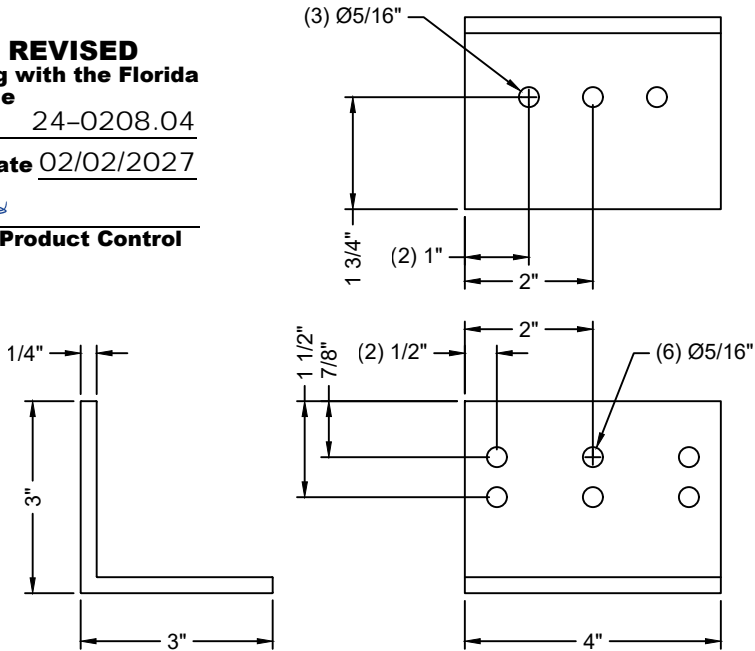 REVISED
g with the Florida
e
24-0208.04
ate 02/02/2027
Product Control
(3) Ø5/16"
1 3/4"
(2) 1"
2"
1/4"
3"
3"
2"
1 1/2"
7/8"
(2) 1/2"
(6) Ø5/16"
4"